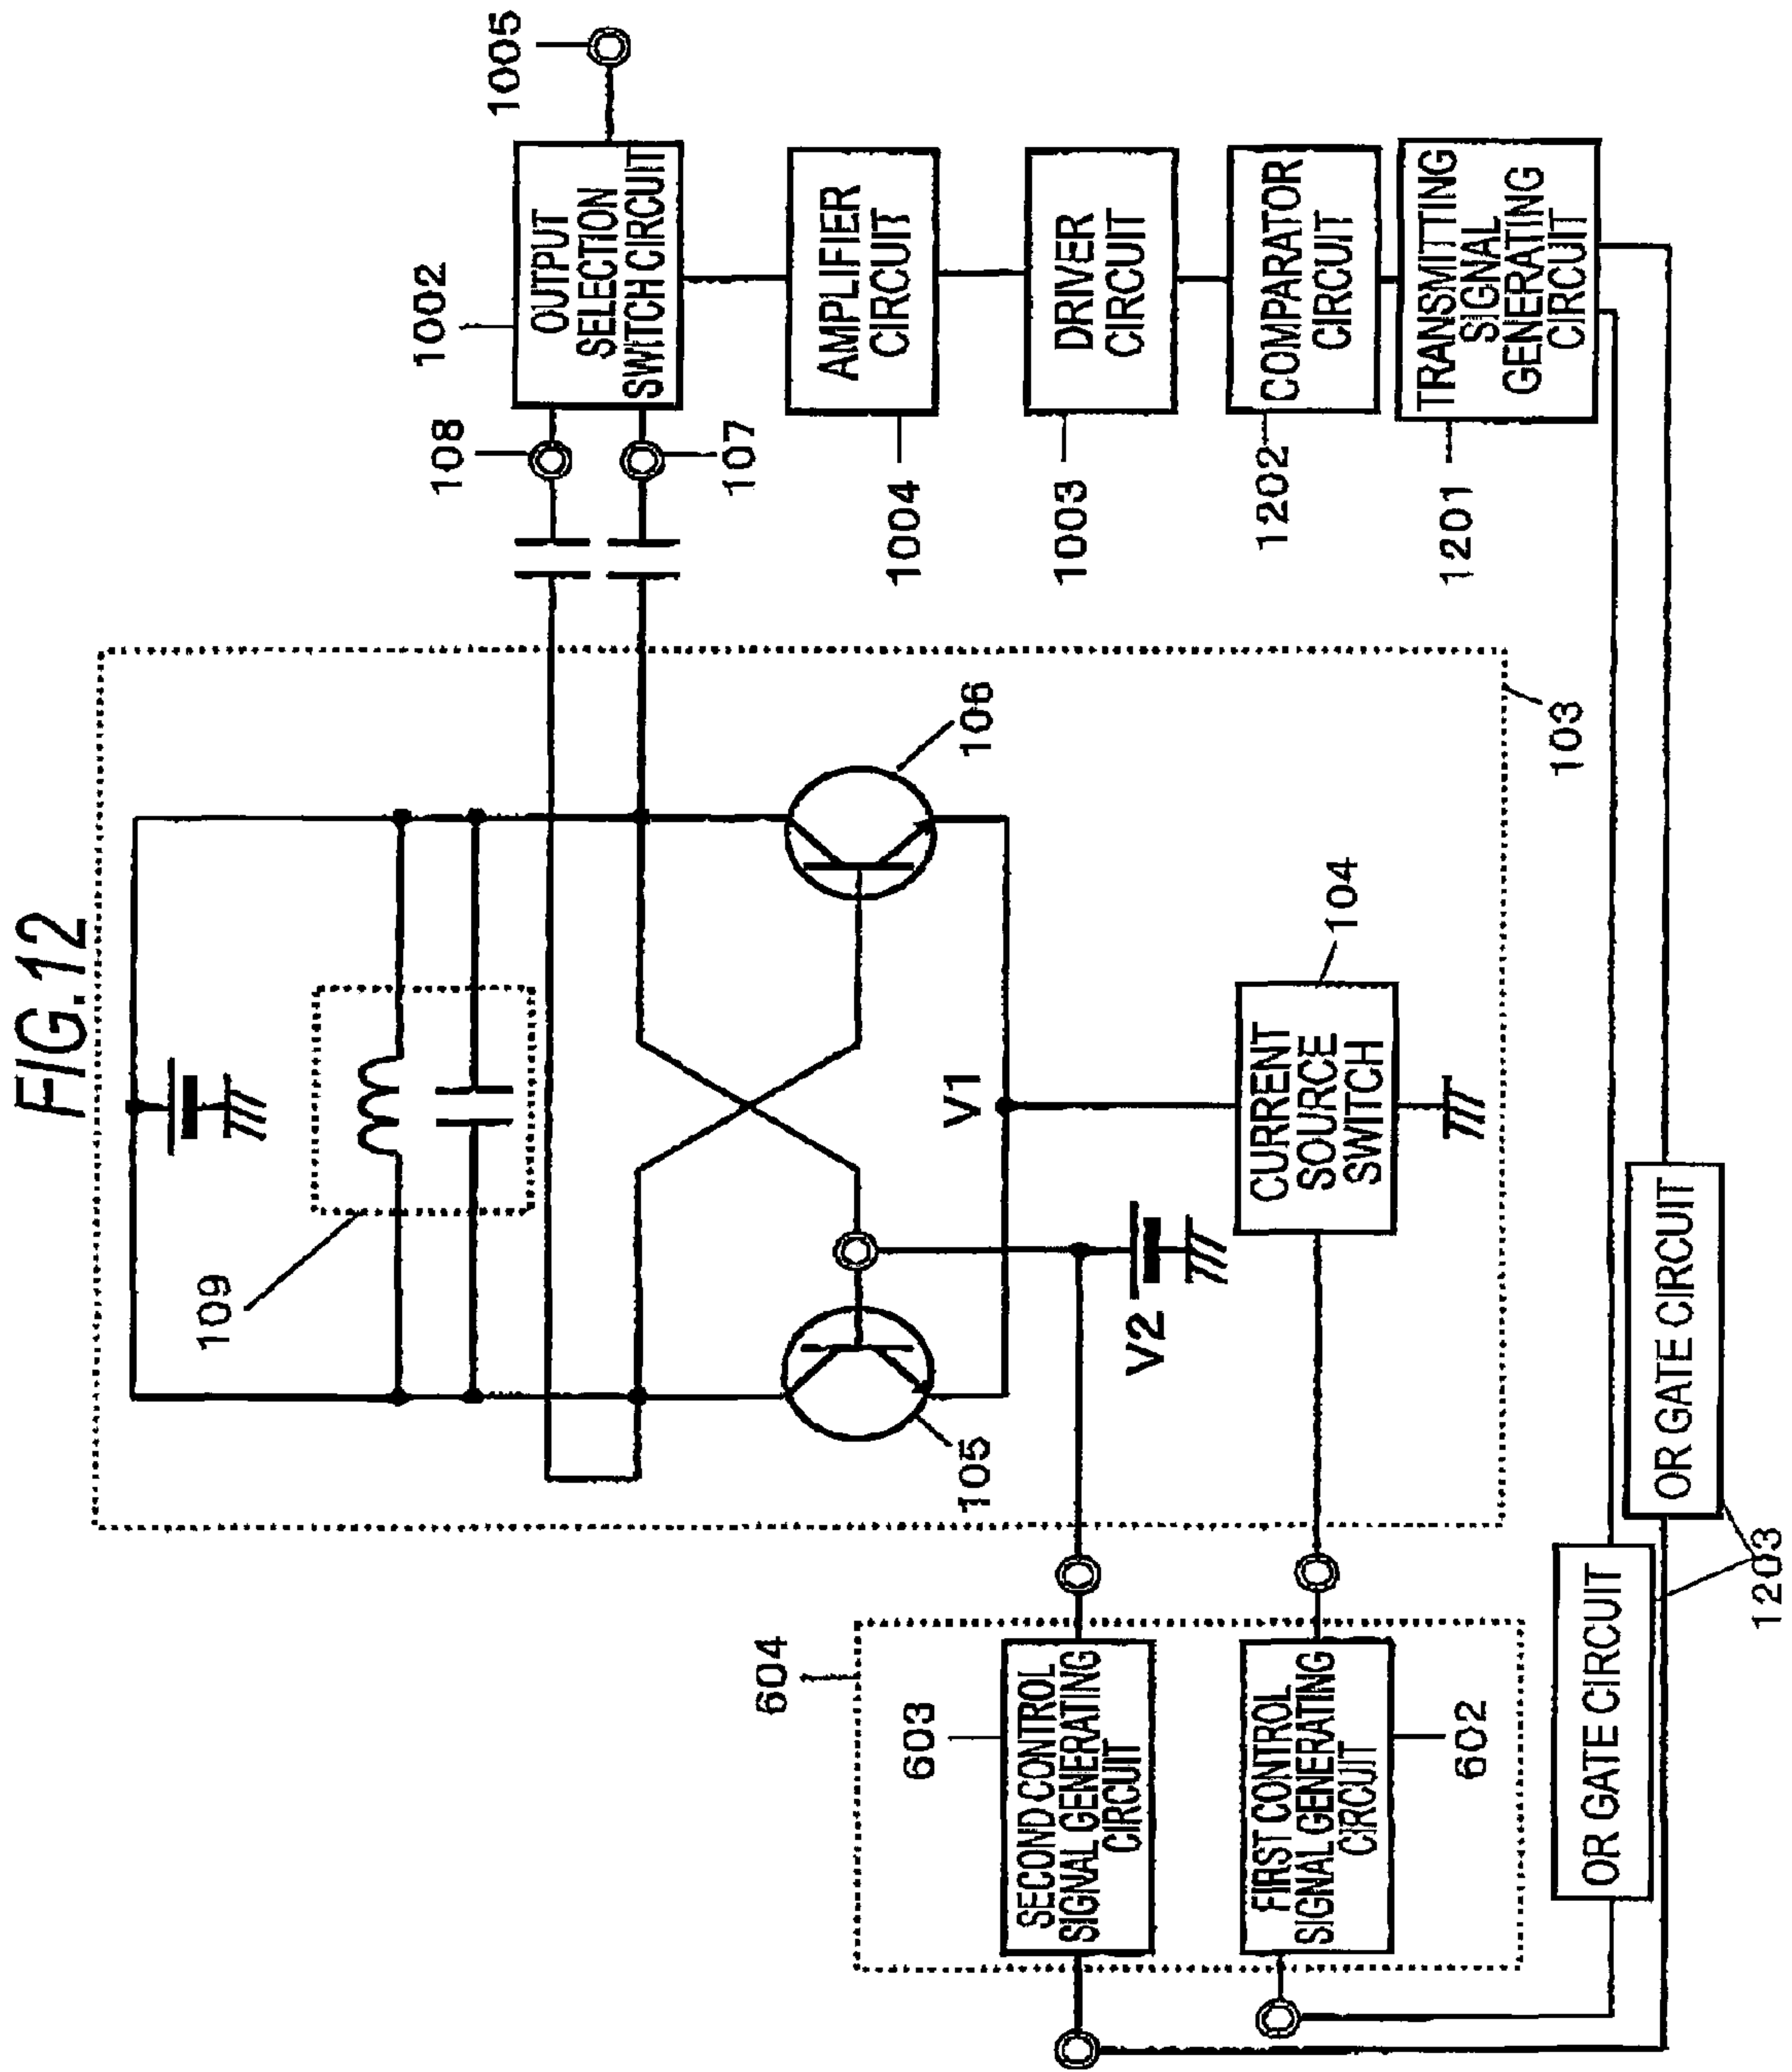 FIG.12
109
105
106
V1
V2
CURRENT
SOURCE
SWITCH
104
103
604
603
SECOND CONTROL
SIGNAL GENERATING
CIRCUIT
FIRST CONTROL
SIGNAL GENERATING
CIRCUIT
602
108
107
1002
OUTPUT
SELECTION
SWITCH CIRCUIT
1005
AMPLIFIER
CIRCUIT
1004
DRIVER
CIRCUIT
1003
COMPARATOR
CIRCUIT
1202
TRANSMITTING
SIGNAL
GENERATING
CIRCUIT
1201
OR GATE CIRCUIT
OR GATE CIRCUIT
1203